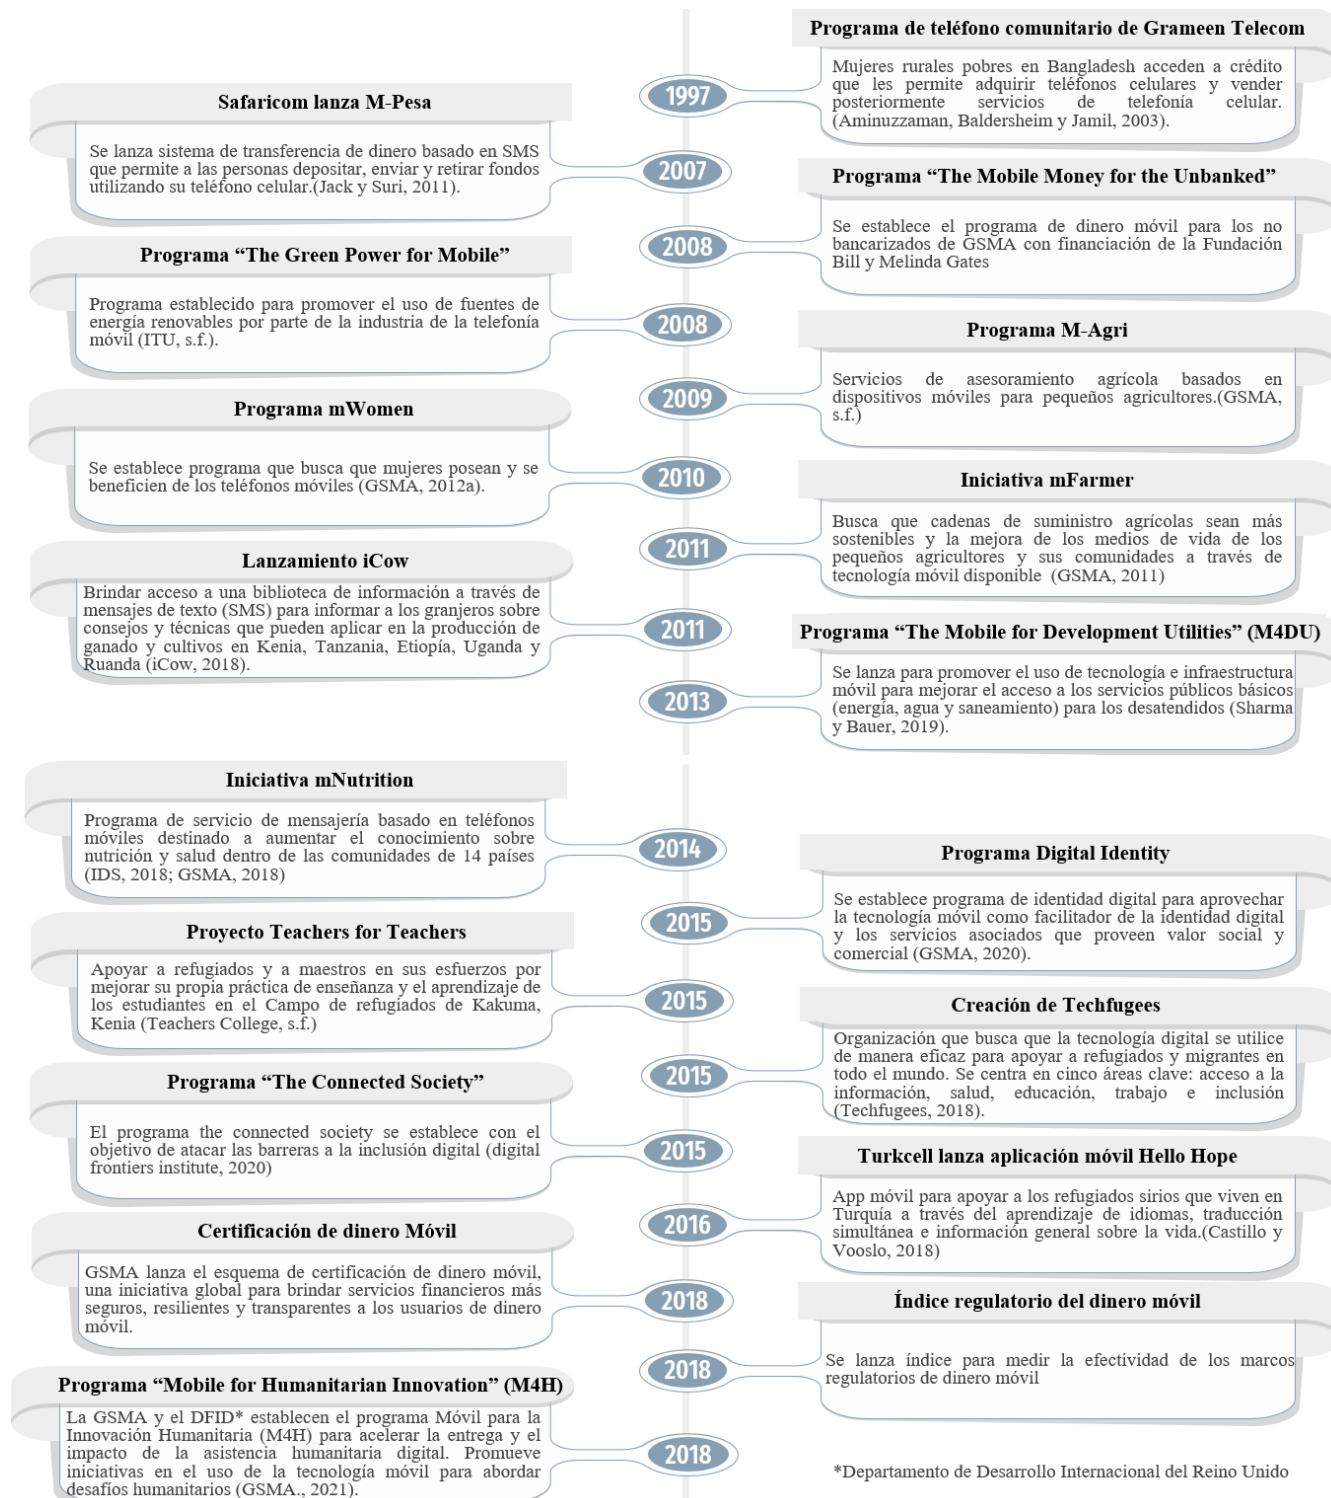 Programa de teléfono comunitario de Grameen Telecom
1997
Mujeres rurales pobres en Bangladesh acceden a crédito
que les permite adquirir teléfonos celulares y vender
posteriormente servicios de telefonía celular.
(Aminuzzaman, Baldersheim y Jamil, 2003).
Safaricom lanza M-Pesa
2007
Se lanza sistema de transferencia de dinero basado en SMS
que permite a las personas depositar, enviar y retirar fondos
utilizando su teléfono celular.(Jack y Suri, 2011).
Programa “The Mobile Money for the Unbanked”
2008
Se establece el programa de dinero móvil para los no
bancarizados de GSMA con financiación de la Fundación
Bill y Melinda Gates
Programa “The Green Power for Mobile”
2008
Programa establecido para promover el uso de fuentes de
energía renovables por parte de la industria de la telefonía
móvil (ITU, s.f.).
Programa M-Agri
2009
Servicios de asesoramiento agrícola basados en
dispositivos móviles para pequeños agricultores.(GSMA,
s.f.)
Programa mWomen
2010
Se establece programa que busca que mujeres posean y se
beneficien de los teléfonos móviles (GSMA, 2012a).
Iniciativa mFarmer
2011
Busca que cadenas de suministro agrícolas sean más
sostenibles y la mejora de los medios de vida de los
pequeños agricultores y sus comunidades a través de
tecnología móvil disponible (GSMA, 2011)
Lanzamiento iCow
2011
Brindar acceso a una biblioteca de información a través de
mensajes de texto (SMS) para informar a los granjeros sobre
consejos y técnicas que pueden aplicar en la producción de
ganado y cultivos en Kenia, Tanzania, Etiopía, Uganda y
Ruanda (iCow, 2018).
Programa “The Mobile for Development Utilities” (M4DU)
2013
Se lanza para promover el uso de tecnología e infraestructura
móvil para mejorar el acceso a los servicios públicos básicos
(energía, agua y saneamiento) para los desatendidos (Sharma
y Bauer, 2019).
Iniciativa mNutrition
2014
Programa de servicio de mensajería basado en teléfonos
móviles destinado a aumentar el conocimiento sobre
nutrición y salud dentro de las comunidades de 14 países
(IDS, 2018; GSMA, 2018)
Programa Digital Identity
2015
Se establece programa de identidad digital para aprovechar
la tecnología móvil como facilitador de la identidad digital
y los servicios asociados que proveen valor social y
comercial (GSMA, 2020).
Proyecto Teachers for Teachers
2015
Apoyar a refugiados y a maestros en sus esfuerzos por
mejorar su propia práctica de enseñanza y el aprendizaje de
los estudiantes en el Campo de refugiados de Kakuma,
Kenia (Teachers College, s.f.)
Creación de Techfugees
2015
Organización que busca que la tecnología digital se utilice
de manera eficaz para apoyar a refugiados y migrantes en
todo el mundo. Se centra en cinco áreas clave: acceso a la
información, salud, educación, trabajo e inclusión
(Techfugees, 2018).
Programa “The Connected Society”
2015
El programa the connected society se establece con el
objetivo de atacar las barreras a la inclusión digital (digital
frontiers institute, 2020)
Turkcell lanza aplicación móvil Hello Hope
2016
App móvil para apoyar a los refugiados sirios que viven en
Turquía a través del aprendizaje de idiomas, traducción
simultánea e información general sobre la vida.(Castillo y
Vooslo, 2018)
Certificación de dinero Móvil
2018
GSMA lanza el esquema de certificación de dinero móvil,
una iniciativa global para brindar servicios financieros más
seguros, resilientes y transparentes a los usuarios de dinero
móvil.
Índice regulatorio del dinero móvil
2018
Se lanza índice para medir la efectividad de los marcos
regulatorios de dinero móvil
Programa “Mobile for Humanitarian Innovation” (M4H)
2018
La GSMA y el DFID* establecen el programa Móvil para la
Innovación Humanitaria (M4H) para acelerar la entrega y el
impacto de la asistencia humanitaria digital. Promueve
iniciativas en el uso de la tecnología móvil para abordar
desafíos humanitarios (GSMA., 2021).
*Departamento de Desarrollo Internacional del Reino Unido